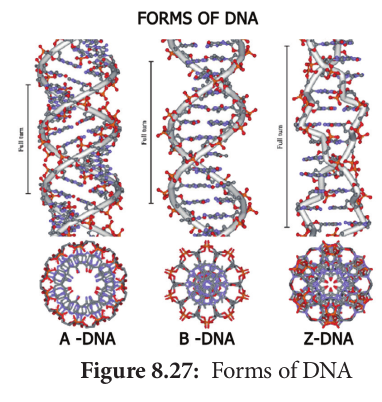 FORMS OF DNA
Full turn
Full turn
Full turn
A -DNA
B -DNA
Z-DNA
Figure 8.27: Forms of DNA